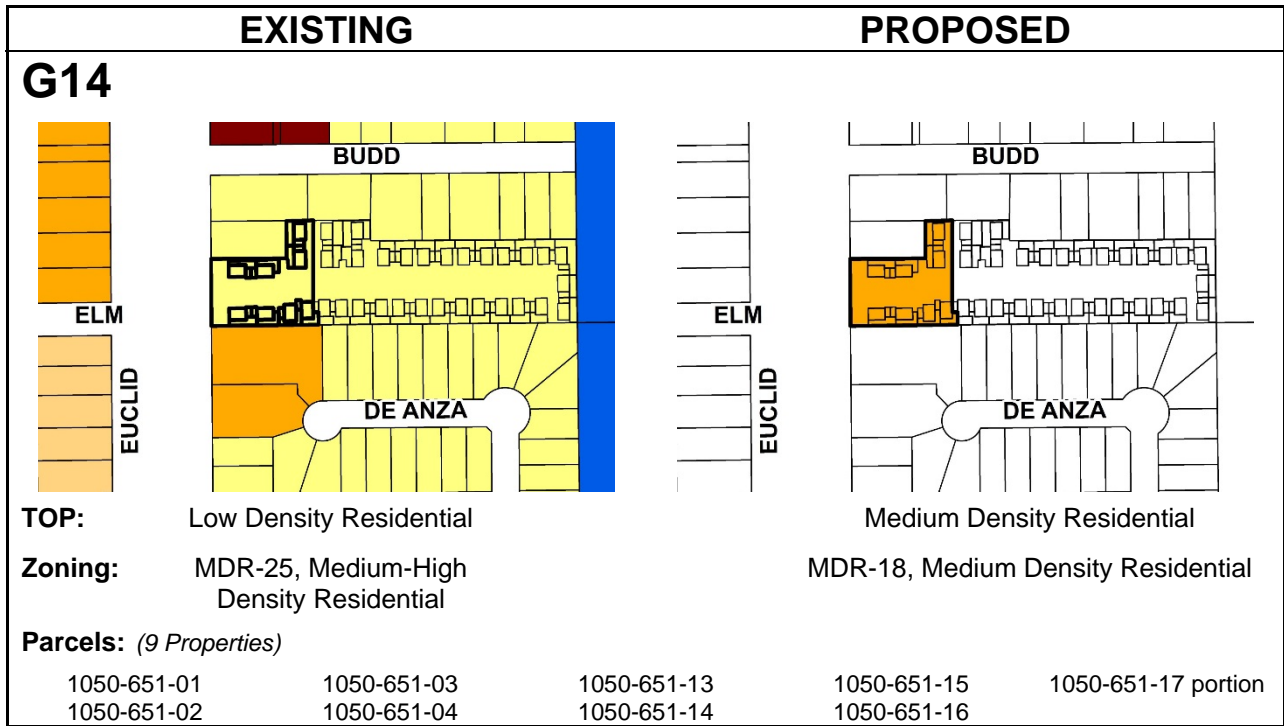 EXISTING PROPOSED
G14
BUDD BUDD
ELM ELM
EUCLID EUCLID
DE ANZA DE ANZA
TOP: Low Density Residential Medium Density Residential
Zoning: MDR-25, Medium-High MDR-18, Medium Density Residential
Density Residential
Parcels: (9 Properties)
1050-651-01 1050-651-03 1050-651-13 1050-651-15 1050-651-17 portion
1050-651-02 1050-651-04 1050-651-14 1050-651-16